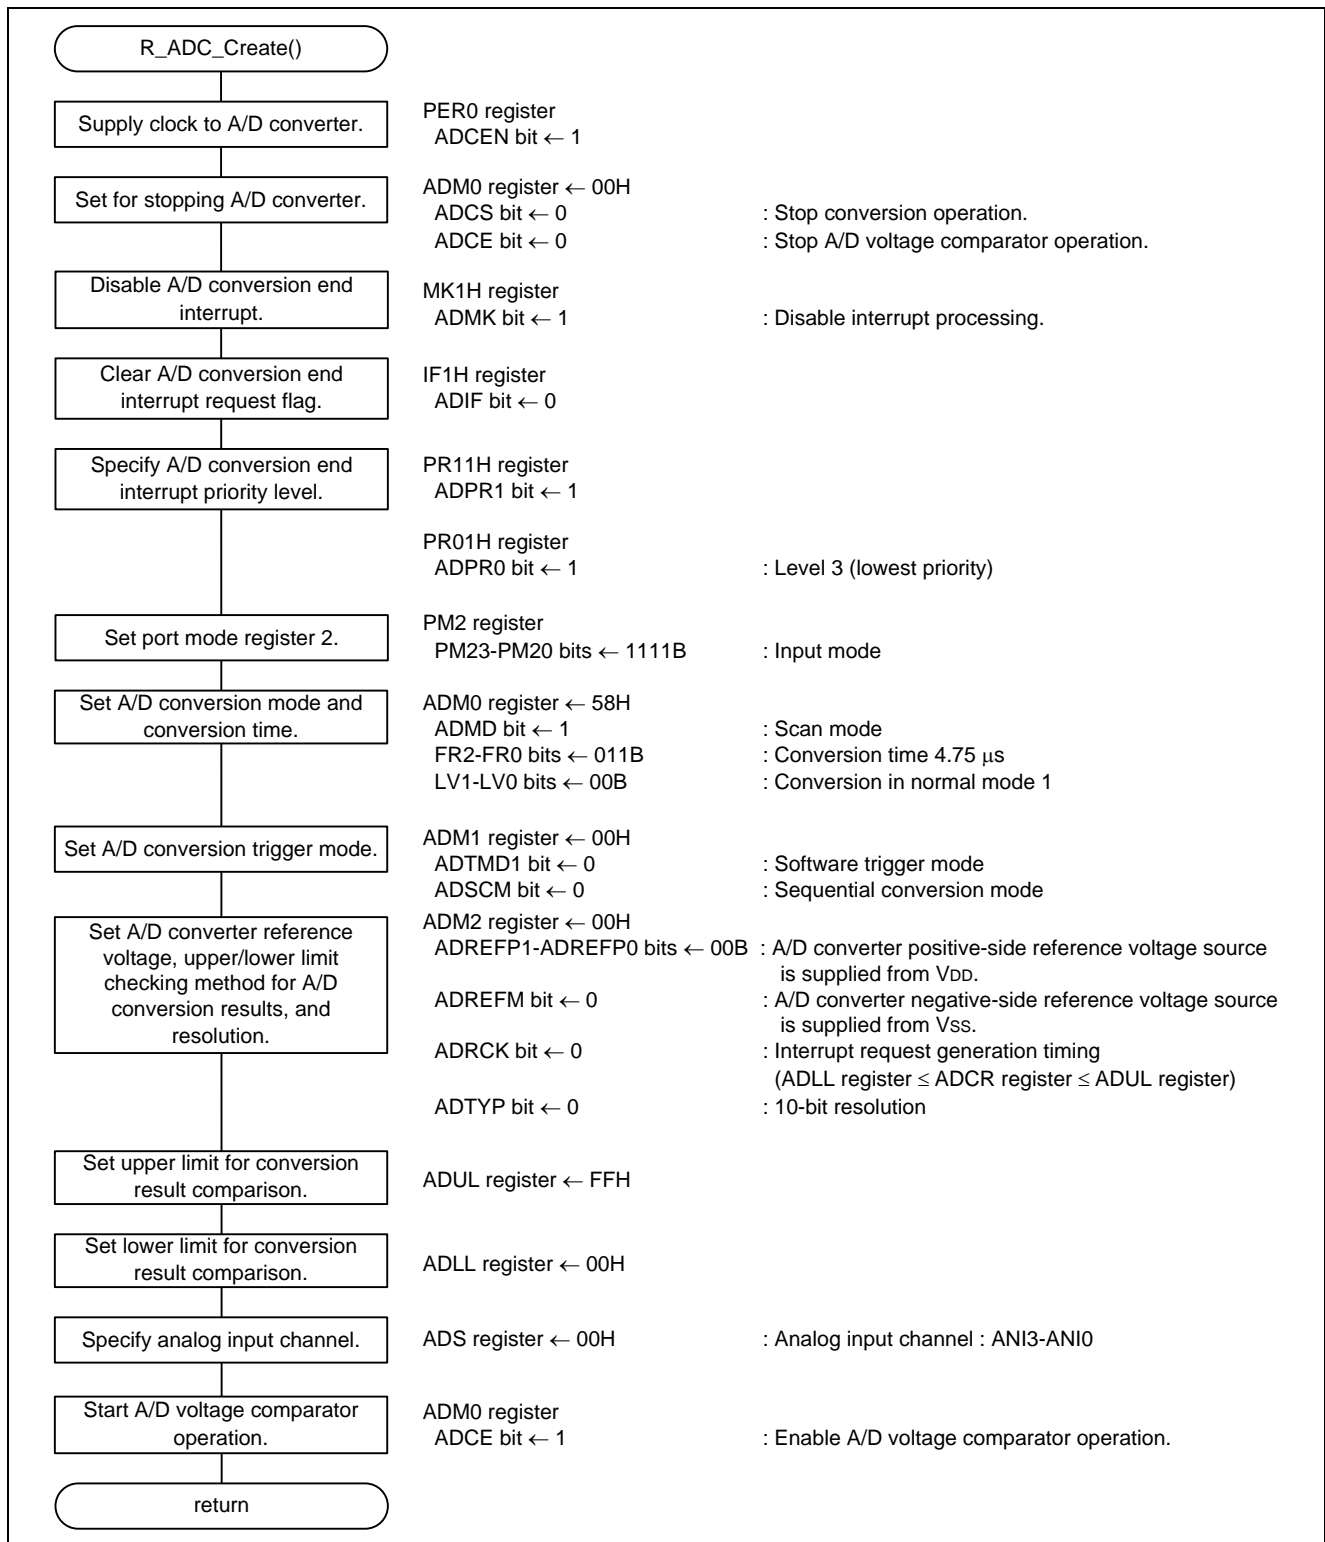 R_ADC_Create()
Supply clock to A/D converter.
PER0 register
ADCEN bit ← 1
Set for stopping A/D converter.
ADM0 register ← 00H
ADCS bit ← 0 : Stop conversion operation.
ADCE bit ← 0 : Stop A/D voltage comparator operation.
Disable A/D conversion end
interrupt.
MK1H register
ADMK bit ← 1 : Disable interrupt processing.
Clear A/D conversion end
interrupt request flag.
IF1H register
ADIF bit ← 0
Specify A/D conversion end
interrupt priority level.
PR11H register
ADPR1 bit ← 1
PR01H register
ADPR0 bit ← 1 : Level 3 (lowest priority)
Set port mode register 2.
PM2 register
PM23-PM20 bits ← 1111B : Input mode
Set A/D conversion mode and
conversion time.
ADM0 register ← 58H
ADMD bit ← 1 : Scan mode
FR2-FR0 bits ← 011B : Conversion time 4.75 μs
LV1-LV0 bits ← 00B : Conversion in normal mode 1
Set A/D conversion trigger mode.
ADM1 register ← 00H
ADTMD1 bit ← 0 : Software trigger mode
ADSCM bit ← 0 : Sequential conversion mode
Set A/D converter reference
voltage, upper/lower limit
checking method for A/D
conversion results, and
resolution.
ADM2 register ← 00H
ADREFP1-ADREFP0 bits ← 00B : A/D converter positive-side reference voltage source
is supplied from VDD.
ADREFM bit ← 0 : A/D converter negative-side reference voltage source
is supplied from VSS.
ADRCK bit ← 0 : Interrupt request generation timing
(ADLL register ≤ ADCR register ≤ ADUL register)
ADTYP bit ← 0 : 10-bit resolution
Set upper limit for conversion
result comparison.
ADUL register ← FFH
Set lower limit for conversion
result comparison.
ADLL register ← 00H
Specify analog input channel.
ADS register ← 00H : Analog input channel : ANI3-ANI0
Start A/D voltage comparator
operation.
ADM0 register
ADCE bit ← 1 : Enable A/D voltage comparator operation.
return